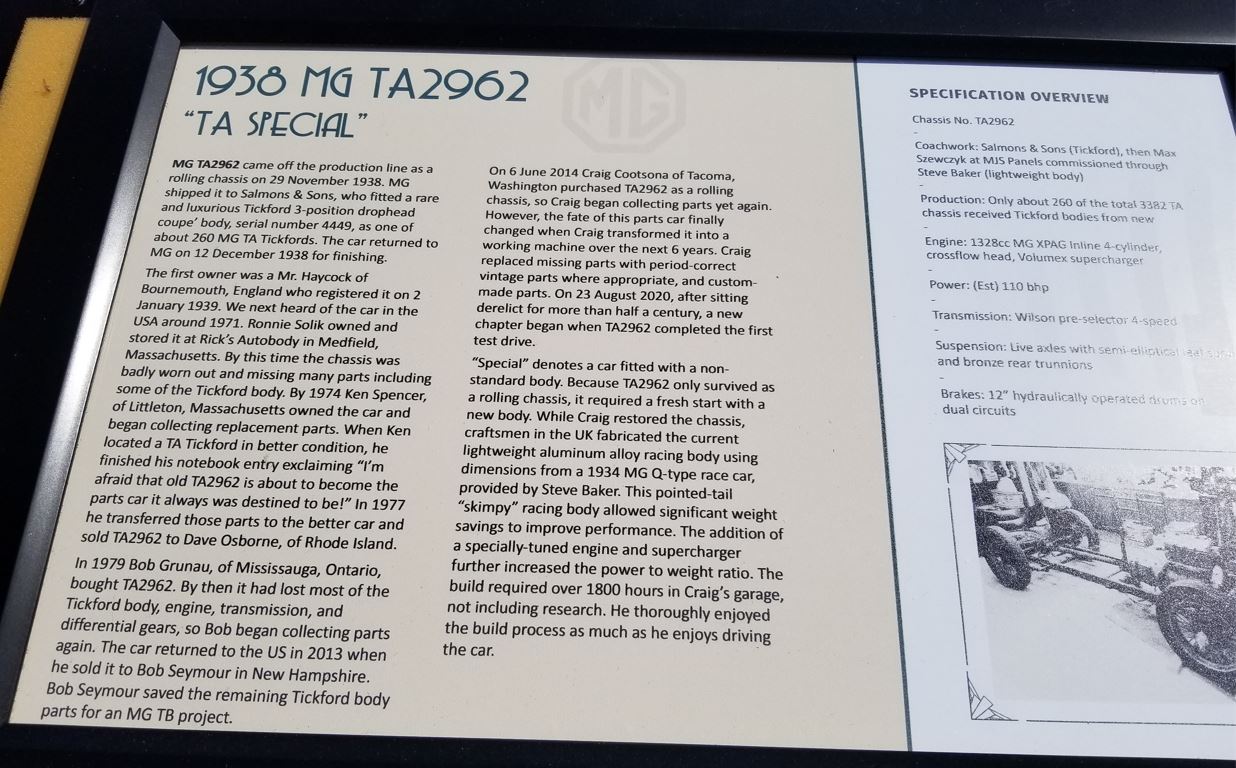 1938 MG TA2962
“TA SPECIAL”
MG
MG TA2962 came off the production line as a
rolling chassis on 29 November 1938. MG
shipped it to Salmons & Sons, who fitted a rare
and luxurious Tickford 3-position drophead
coupe’ body, serial number 4449, as one of
about 260 MG TA Tickfords. The car returned to
MG on 12 December 1938 for finishing.
The first owner was a Mr. Haycock of
Bournemouth, England who registered it on 2
January 1939. We next heard of the car in the
USA around 1971. Ronnie Solik owned and
stored it at Rick’s Autobody in Medfield,
Massachusetts. By this time the chassis was
badly worn out and missing many parts including
some of the Tickford body. By 1974 Ken Spencer,
of Littleton, Massachusetts owned the car and
began collecting replacement parts. When Ken
located a TA Tickford in better condition, he
finished his notebook entry exclaiming “I’m
afraid that old TA2962 is about to become the
parts car it always was destined to be!” In 1977
he transferred those parts to the better car and
sold TA2962 to Dave Osborne, of Rhode Island.
In 1979 Bob Grunau, of Mississauga, Ontario,
bought TA2962. By then it had lost most of the
Tickford body, engine, transmission, and
differential gears, so Bob began collecting parts
again. The car returned to the US in 2013 when
he sold it to Bob Seymour in New Hampshire.
Bob Seymour saved the remaining Tickford body
parts for an MG TB project.
On 6 June 2014 Craig Cootsona of Tacoma,
Washington purchased TA2962 as a rolling
chassis, so Craig began collecting parts yet again.
However, the fate of this parts car finally
changed when Craig transformed it into a
working machine over the next 6 years. Craig
replaced missing parts with period-correct
vintage parts where appropriate, and custom-
made parts. On 23 August 2020, after sitting
derelict for more than half a century, a new
chapter began when TA2962 completed the first
test drive.
“Special” denotes a car fitted with a non-
standard body. Because TA2962 only survived as
a rolling chassis, it required a fresh start with a
new body. While Craig restored the chassis,
craftsmen in the UK fabricated the current
lightweight aluminum alloy racing body using
dimensions from a 1934 MG Q-type race car,
provided by Steve Baker. This pointed-tail
“skimpy” racing body allowed significant weight
savings to improve performance. The addition of
a specially-tuned engine and supercharger
further increased the power to weight ratio. The
build required over 1800 hours in Craig’s garage,
not including research. He thoroughly enjoyed
the build process as much as he enjoys driving
the car.
SPECIFICATION OVERVIEW
Chassis No. TA2962
-
Coachwork: Salmons & Sons (Tickford), then Max
Szewczyk at MJS Panels commissioned through
Steve Baker (lightweight body)
-
Production: Only about 260 of the total 3382 TA
chassis received Tickford bodies from new
-
Engine: 1328cc MG XPAG Inline 4-cylinder,
crossflow head, Volumex supercharger
-
Power: (Est) 110 bhp
-
Transmission: Wilson pre-selector 4-speed
-
Suspension: Live axles with semi-elliptical leaf
and bronze rear trunnions
-
Brakes: 12” hydraulically operated drums on
dual circuits